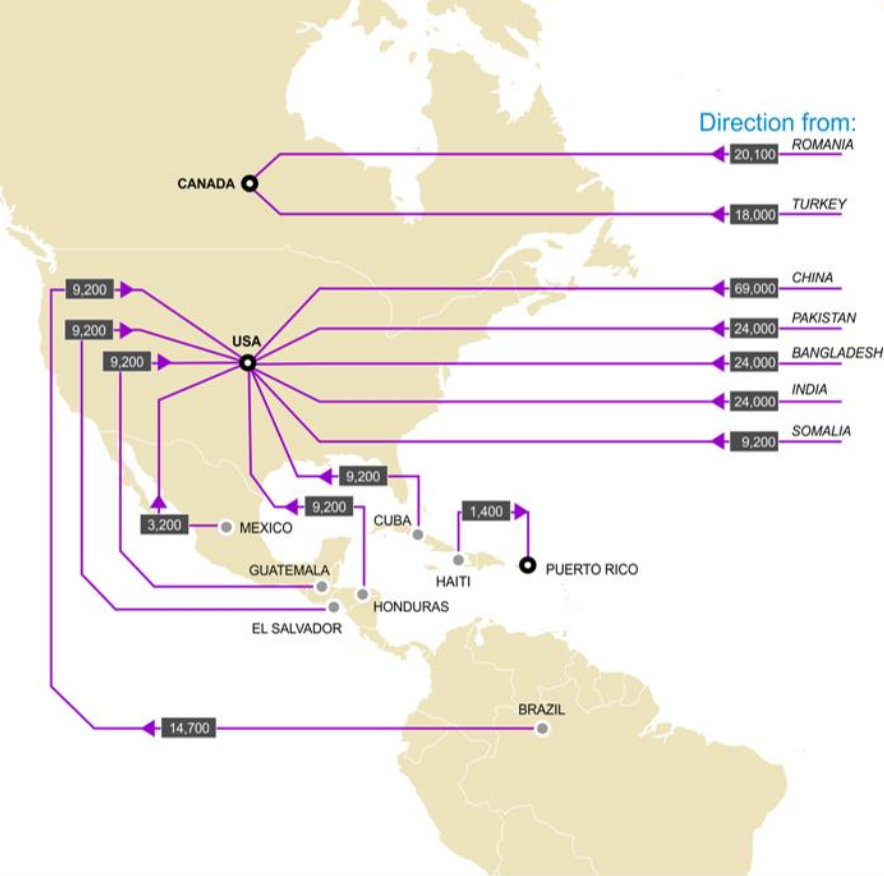 Direction from:
ROMANIA
20,100
CANADA
TURKEY
18,000
CHINA
9,200
69,000
PAKISTAN
9,200
24,000
USA
BANGLADESH
9,200
24,000
INDIA
24,000
SOMALIA
9,200
9,200
9,200
1,400
CUBA
3,200
MEXICO
GUATEMALA
HAITI
PUERTO RICO
HONDURAS
EL SALVADOR
BRAZIL
14,700